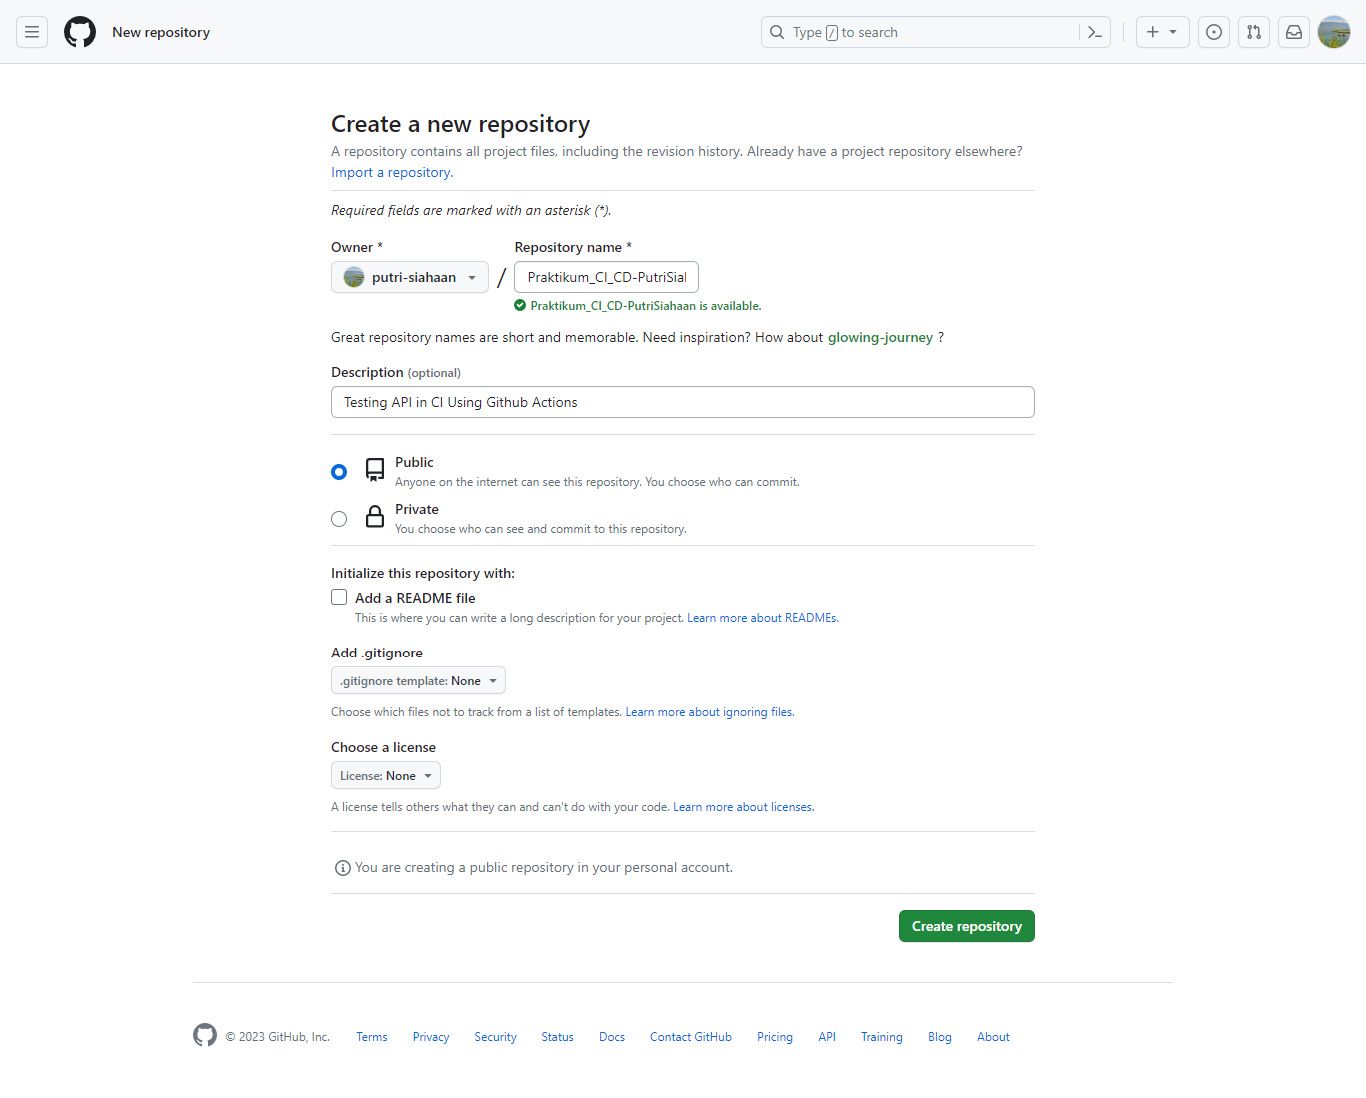 New repository
Type / to search
Create a new repository
A repository contains all project files, including the revision history. Already have a project repository elsewhere?
Import a repository.
Required fields are marked with an asterisk (*).
Owner * Repository name *
putri-siahaan / Praktikum_CI_CD-PutriSial
Praktikum_CI_CD-PutriSiahaan is available.
Great repository names are short and memorable. Need inspiration? How about glowing-journey ?
Description (optional)
Testing API in CI Using Github Actions
Public
Anyone on the internet can see this repository. You choose who can commit.
Private
You choose who can see and commit to this repository.
Initialize this repository with:
Add a README file
This is where you can write a long description for your project. Learn more about READMEs.
Add .gitignore
.gitignore template: None
Choose which files not to track from a list of templates. Learn more about ignoring files.
Choose a license
License: None
A license tells others what they can and can't do with your code. Learn more about licenses.
You are creating a public repository in your personal account.
Create repository
© 2023 GitHub, Inc. Terms Privacy Security Status Docs Contact GitHub Pricing API Training Blog About